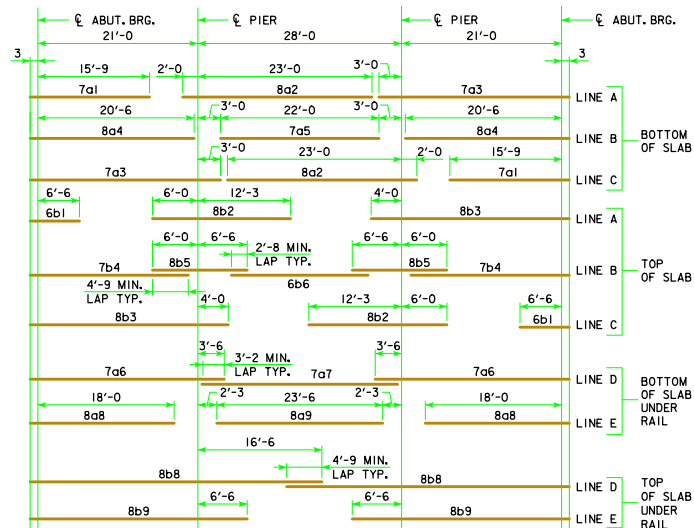 ℄ ABUT. BRG. ℄ PIER ℄ PIER ℄ ABUT. BRG.
21'-0 28'-0 21'-0
3 3'-0 3
15'-9 2'-0 23'-0
7a1 8a2 7a3 LINE A
20'-6 3'-0 22'-0 3'-0 20'-6
8a4 7a5 8a4 LINE B
BOTTOM
OF SLAB
3'-0 23'-0 2'-0 15'-9
7a3 8a2 7a1 LINE C
6'-6 6'-0 12'-3 4'-0
6b1 8b2 8b3 LINE A
6'-0 6'-6 2'-8 MIN.
LAP TYP. 6'-6 6'-0
7b4 8b5 6b6 8b5 7b4 LINE B
TOP
OF SLAB
4'-9 MIN.
LAP TYP.
4'-0 12'-3 6'-0 6'-6
8b3 8b2 6b1 LINE C
3'-6 3'-2 MIN.
LAP TYP. 3'-6
7a6 7a7 7a6 LINE D
BOTTOM
OF SLAB
UNDER
RAIL
18'-0 2'-3 23'-6 2'-3 18'-0
8a8 8a9 8a8 LINE E
16'-6 4'-9 MIN.
LAP TYP.
8b8 8b8 LINE D
TOP
OF SLAB
UNDER
RAIL
6'-6 6'-6
8b9 8b9 LINE E